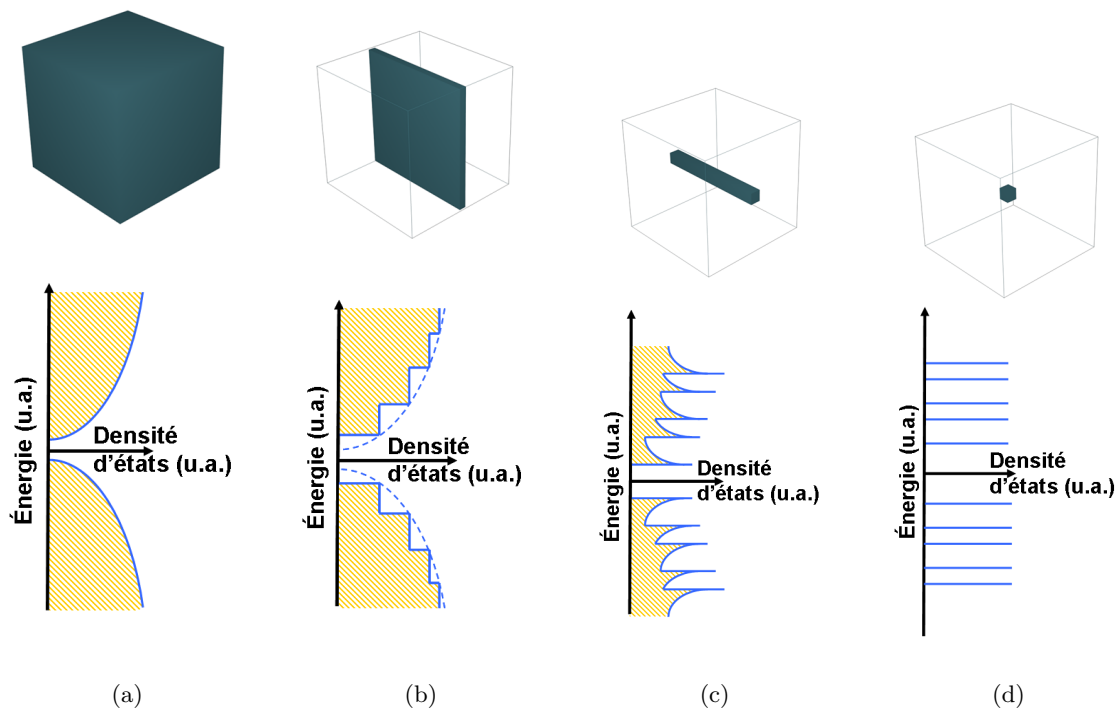 Énergie (u.a.)
Densité
d'états (u.a.)
Énergie (u.a.)
Densité
d'états (u.a.)
Énergie (u.a.)
Densité
d'états (u.a.)
Énergie (u.a.)
Densité
d'états (u.a.)
(a)
(b)
(c)
(d)